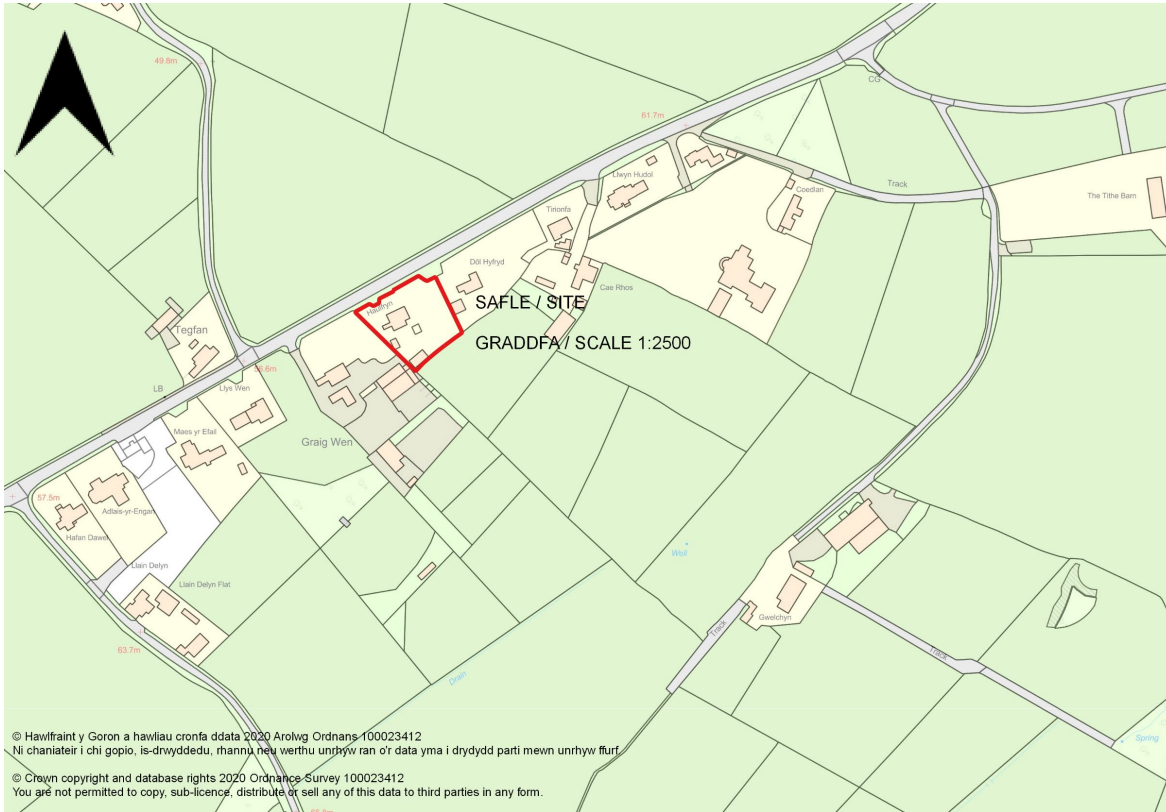 49.8m
CG
61.7m
Llwyn Hudol
Track
Coedlan
The Tithe Barn
Tirionfa
Dôl Hyfryd
Cae Rhos
SAFLE / SITE
Haulfryn
GRADDFA / SCALE 1:2500
Tegfan
56.6m
LB
Llys Wen
Maes yr Efail
Graig Wen
57.5m
Adlais-yr-Engan
Hafan Dawel
Llain Delyn
Llain Delyn Flat
Well
Gwelchyn
Track
Track
63.7m
Drain
Spring
© Hawlfraint y Goron a hawliau cronfa ddata 2020 Arolwg Ordnans 100023412
Ni chaniateir i chi gopio, is-drwyddedu, rhannu neu werthu unrhyw ran o'r data yma i drydydd parti mewn unrhyw ffurf.
© Crown copyright and database rights 2020 Ordnance Survey 100023412
You are not permitted to copy, sub-licence, distribute or sell any of this data to third parties in any form.